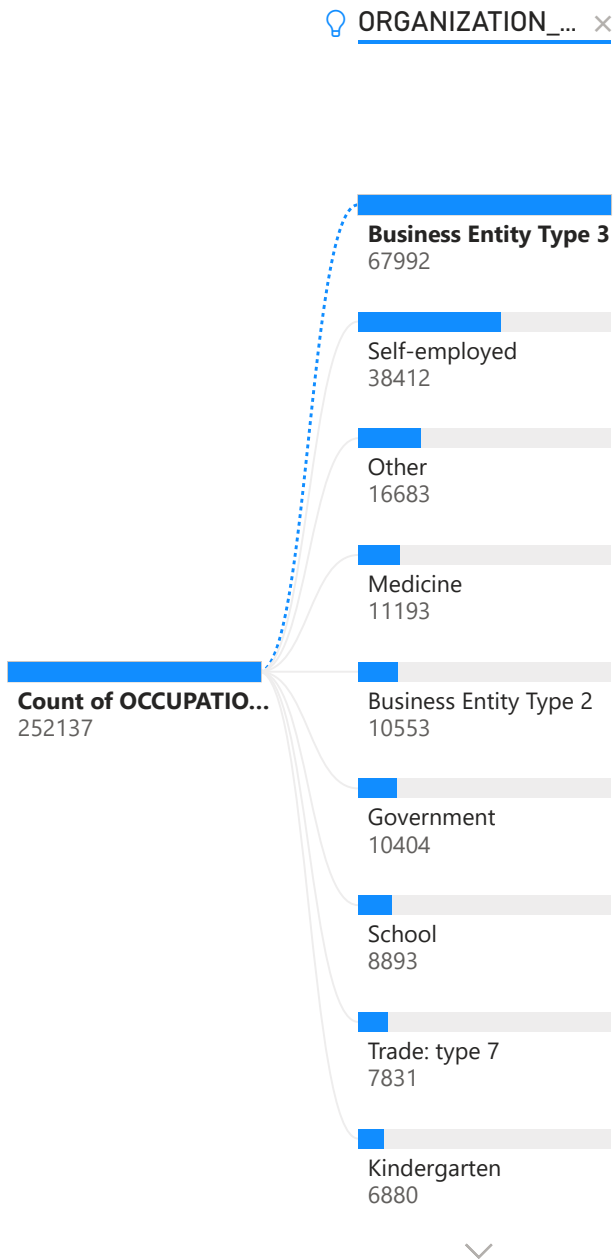 ORGANIZATION_...
Business Entity Type 3
67992
Self-employed
38412
Other
16683
Medicine
11193
Count of OCCUPATIO...
252137
Business Entity Type 2
10553
Government
10404
School
8893
Trade: type 7
7831
Kindergarten
6880